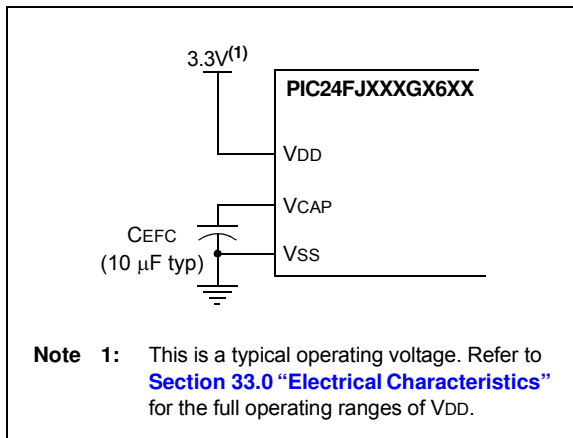 3.3V(1)
PIC24FJXXXGX6XX
VDD
VCAP
CEFC
(10 μF typ)
VSS
Note 1: This is a typical operating voltage. Refer to
Section 33.0 “Electrical Characteristics”
for the full operating ranges of VDD.